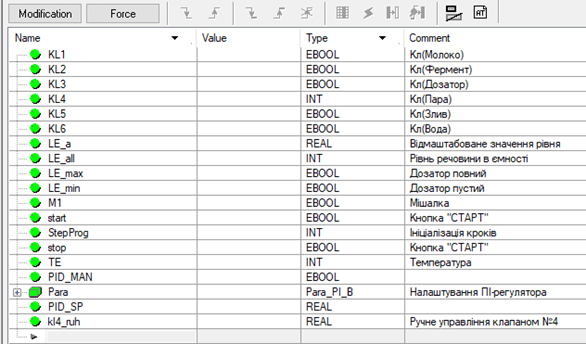 Modification Force
Name Value Type Comment
KL1 EBOOL Кл(Молоко)
KL2 EBOOL Кл(Фермент)
KL3 EBOOL Кл(Дозатор)
KL4 INT Кл(Пара)
KL5 EBOOL Кл(Злив)
KL6 EBOOL Кл(Вода)
LE_a REAL Відмаштабоване значення рівня
LE_all INT Рівнь речовини в ємності
LE_max EBOOL Дозатор повний
LE_min EBOOL Дозатор пустий
M1 EBOOL Мішалка
start EBOOL Кнопка "СТАРТ"
StepProg INT Ініціалізація кроків
stop EBOOL Кнопка "СТАРТ"
TE INT Температура
PID_MAN EBOOL
Para Para_PI_B Налаштування ПІ-регулятора
PID_SP REAL
kl4_ruh REAL Ручне управління клапаном №4